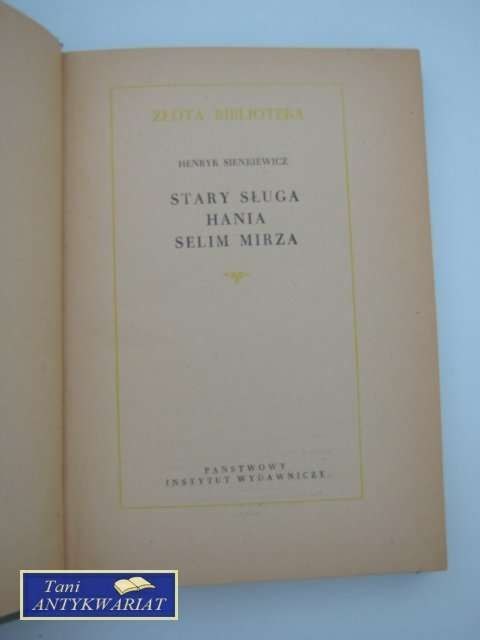 ZŁOTA BIBLIOTEKA
HENRYK SIENKIEWICZ
STARY SŁUGA
HANIA
SELIM MIRZA
PAŃSTWOWY
INSTYTUT WYDAWNICZY
Tani
ANTYKWARIAT